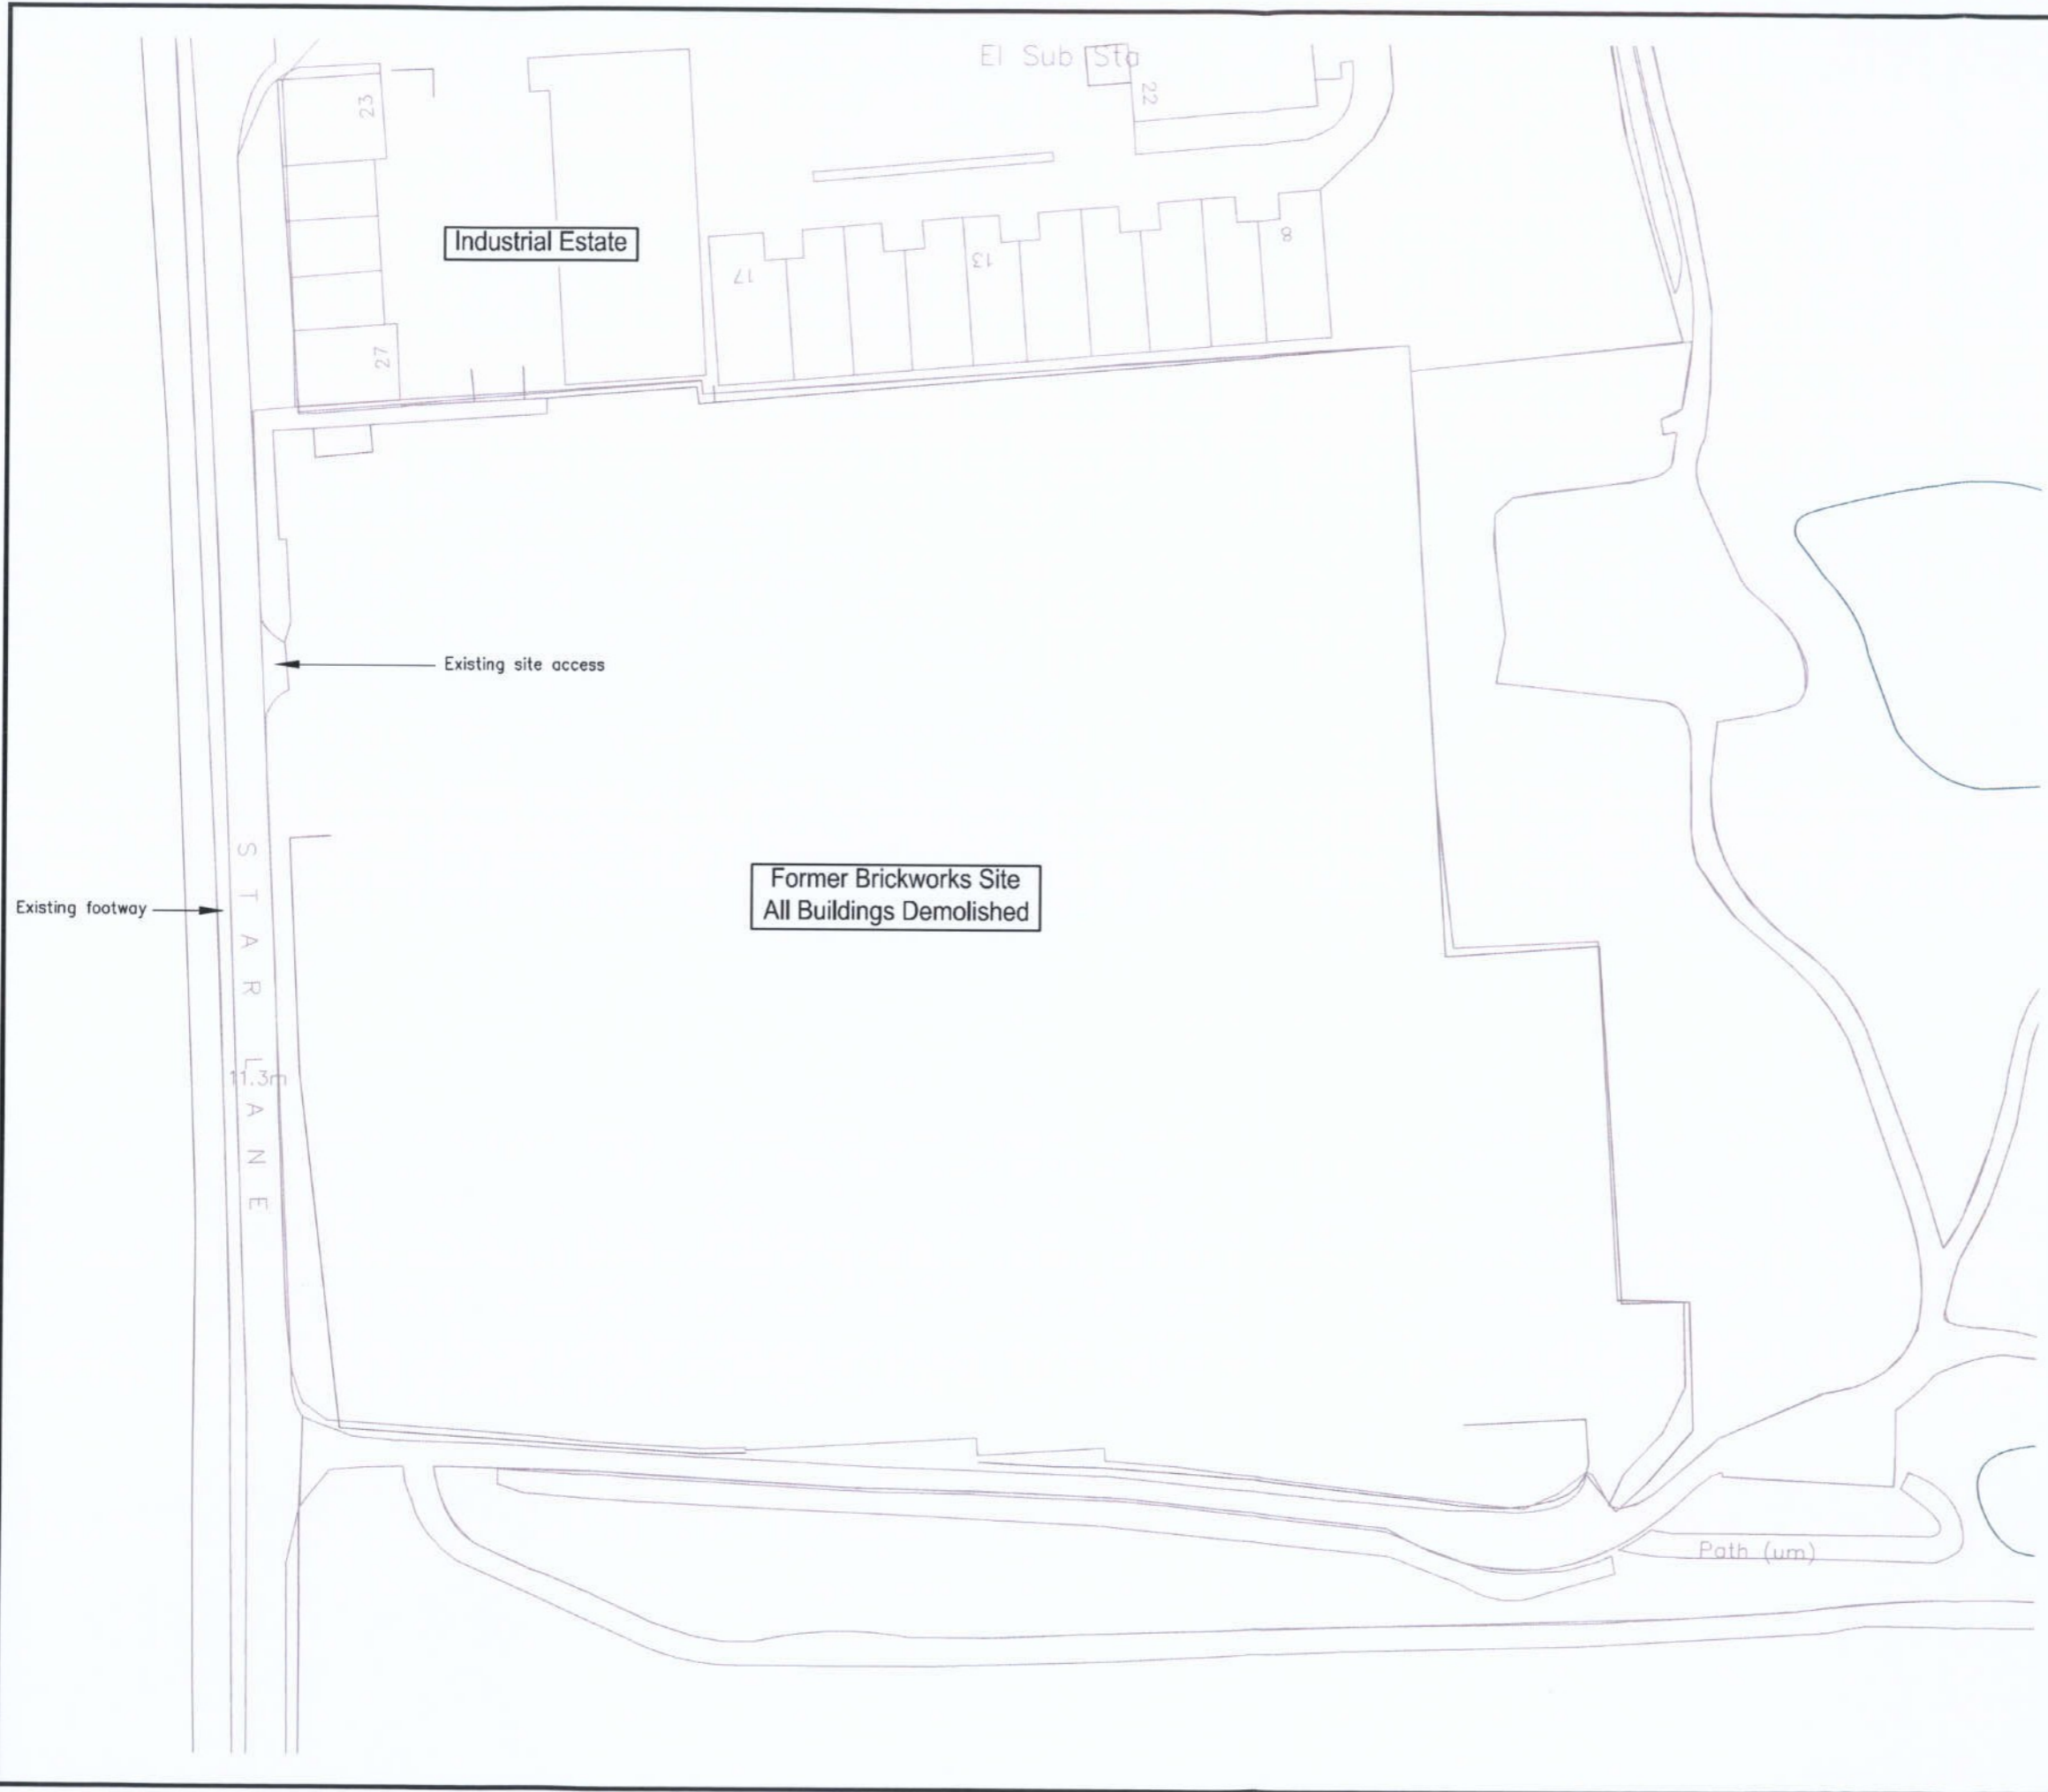 El Sub Sta
22
23
Industrial Estate
8
13
17
27
Existing site access
Former Brickworks Site
All Buildings Demolished
Existing footway
STAR LANE
11.3m
Path (um)